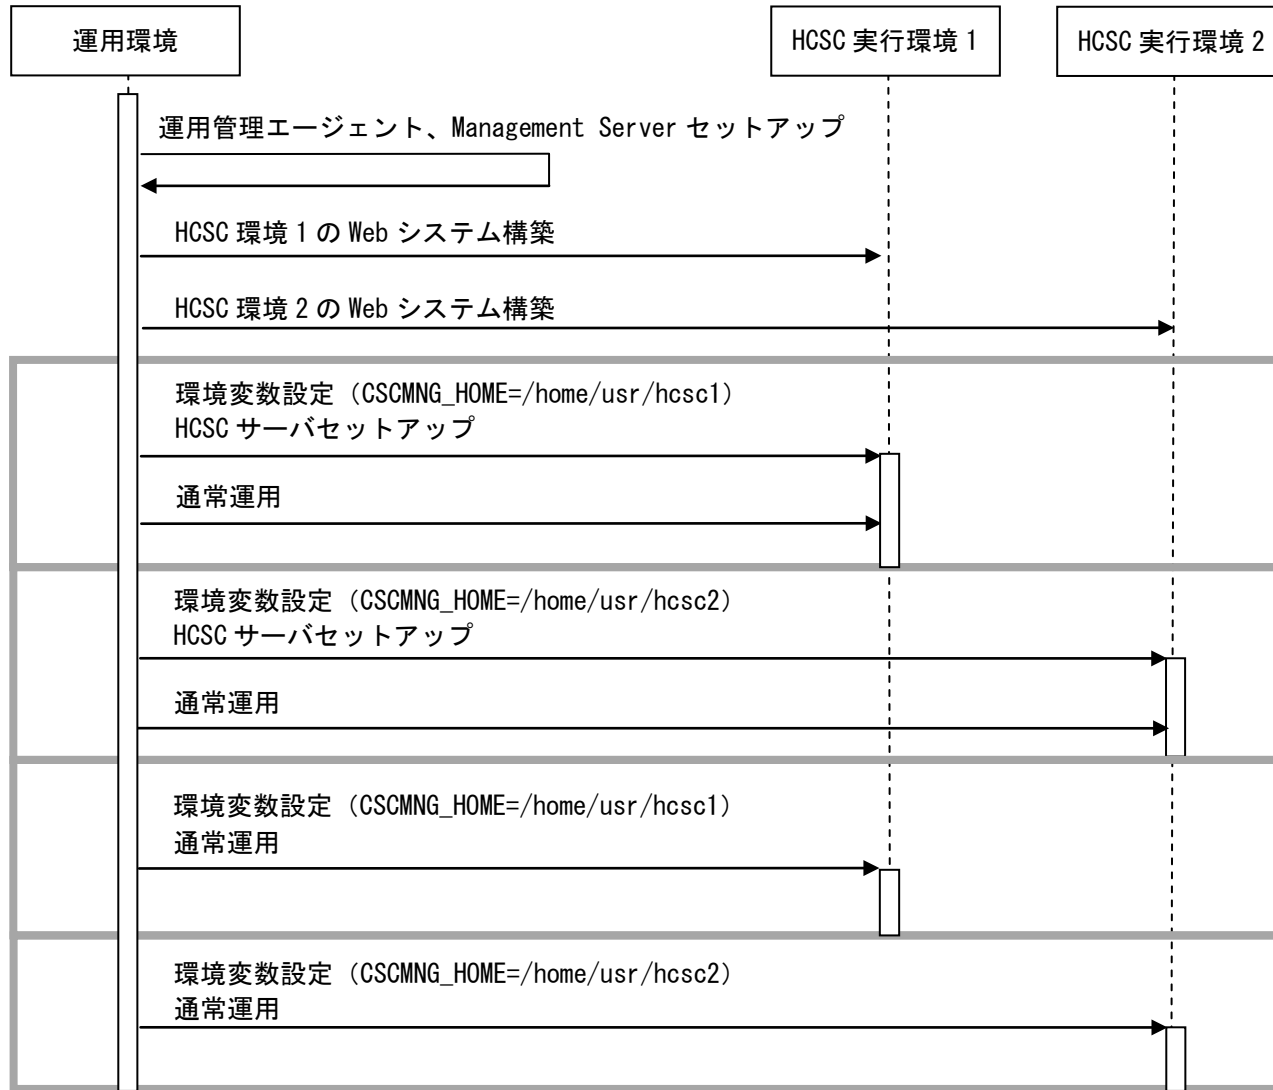 運用環境
HCSC 実行環境 1
HCSC 実行環境 2
運用管理エージェント、Management Server セットアップ
HCSC 環境 1 の Web システム構築
HCSC 環境 2 の Web システム構築
環境変数設定（CSCMNG_HOME=/home/usr/hcsc1）
HCSC サーバセットアップ
通常運用
環境変数設定（CSCMNG_HOME=/home/usr/hcsc2）
HCSC サーバセットアップ
通常運用
環境変数設定（CSCMNG_HOME=/home/usr/hcsc1）
通常運用
環境変数設定（CSCMNG_HOME=/home/usr/hcsc2）
通常運用